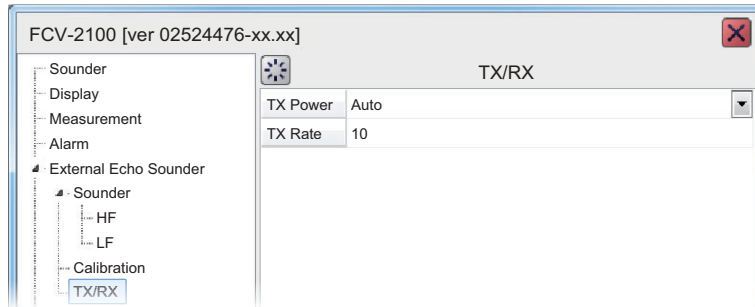 FCV-2100 [ver 02524476-xx.xx]
Sounder
Display
Measurement
Alarm
External Echo Sounder
Sounder
HF
LF
Calibration
TX/RX
TX/RX
TX Power Auto
TX Rate 10